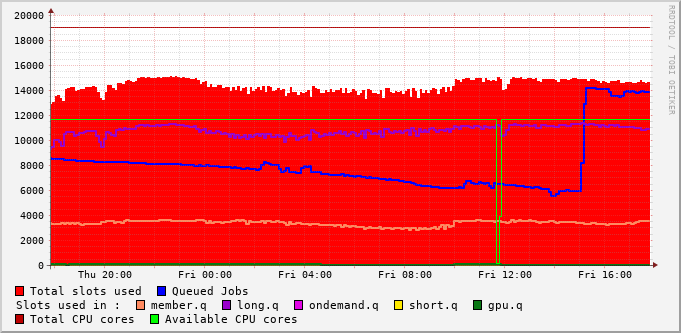 RRDTOOL / TOBI OETIKER
20000
18000
16000
14000
12000
10000
8000
6000
4000
2000
0
Thu 20:00 Fri 00:00 Fri 04:00 Fri 08:00 Fri 12:00 Fri 16:00
Total slots used Queued Jobs
Slots used in : member.q long.q ondemand.q short.q gpu.q
Total CPU cores Available CPU cores